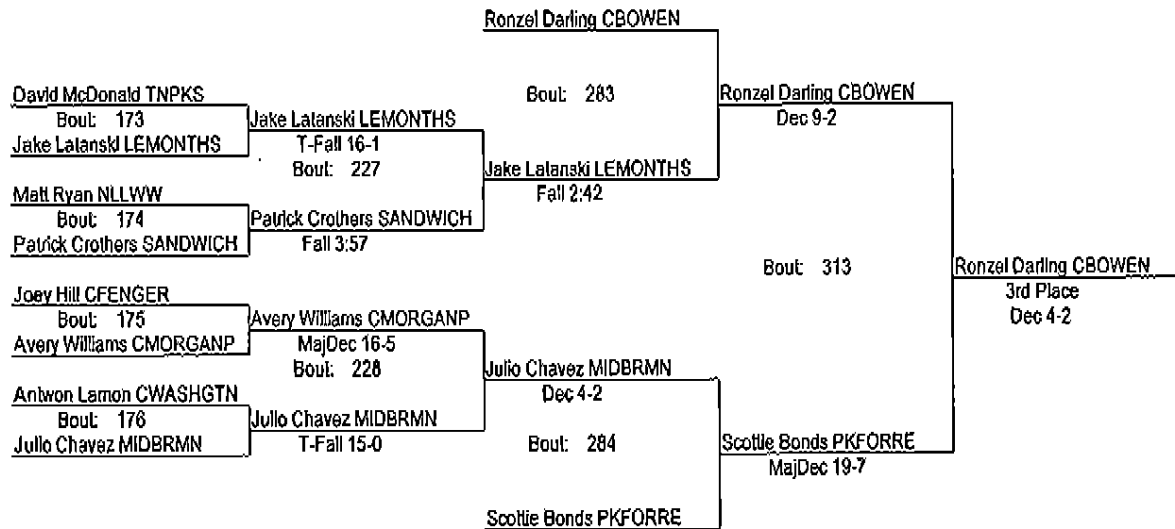 Ronzel Darling CBOWEN
David McDonald TNPKS
Bout: 283
Ronzel Darling CBOWEN
Bout: 173
Jake Latanski LEMONTHS
Dec 9-2
Jake Latanski LEMONTHS
T-Fall 16-1
Bout: 227
Jake Latanski LEMONTHS
Matt Ryan NLLWW
Fall 2:42
Bout: 174
Patrick Crothers SANDWICH
Patrick Crothers SANDWICH
Fall 3:57
Bout: 313
Ronzel Darling CBOWEN
Joey Hill CFENGER
3rd Place
Bout: 175
Avery Williams CMORGANP
Dec 4-2
Avery Williams CMORGANP
MajDec 16-5
Bout: 228
Julio Chavez MIDBRMN
Antwon Lamon CWASHGTN
Dec 4-2
Bout: 176
Julio Chavez MIDBRMN
Julio Chavez MIDBRMN
T-Fall 15-0
Bout: 284
Scottie Bonds PKFORRE
MajDec 19-7
Scottie Bonds PKFORRE